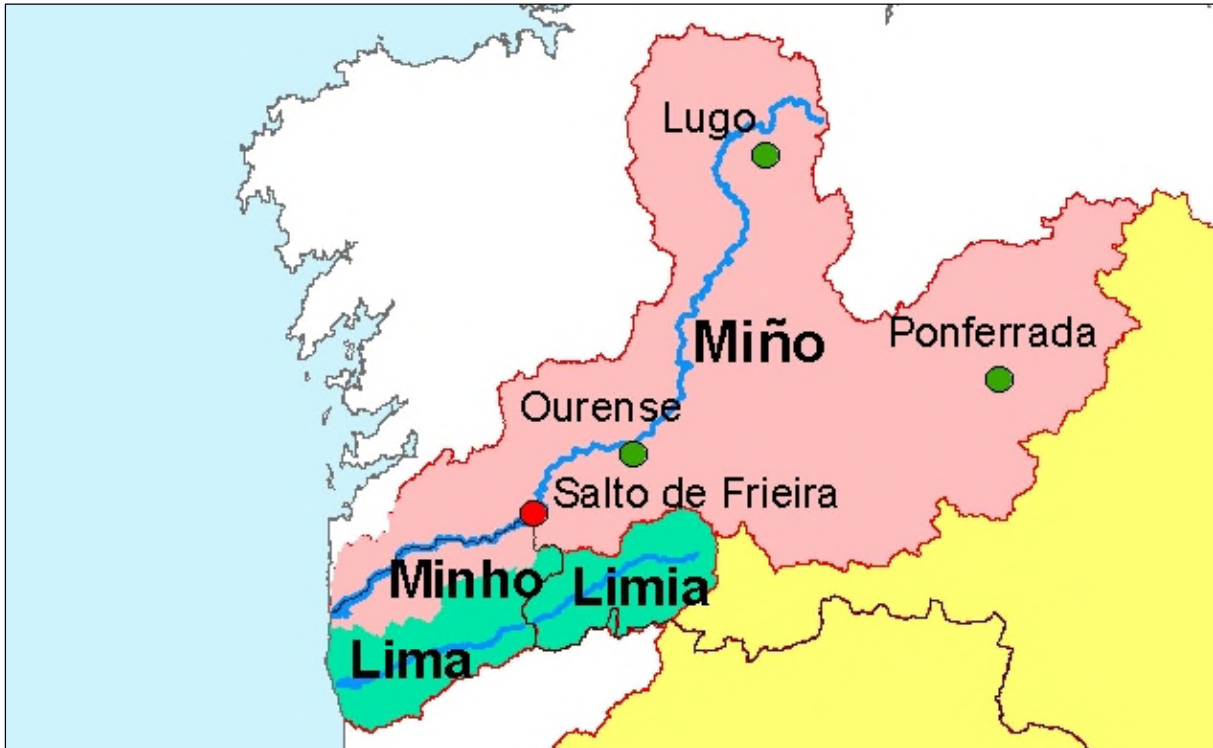 Lugo
Miño
Ponferrada
Ourense
Salto de Frieira
Minho
Limia
Lima